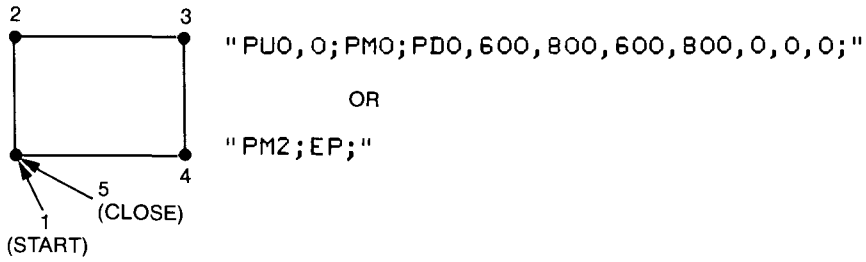 2 3
"PU0,0;PM0;PD0,600,800,600,800,0,0,0;"
OR
"PM2;EP;"
4
5
(CLOSE)
1
(START)